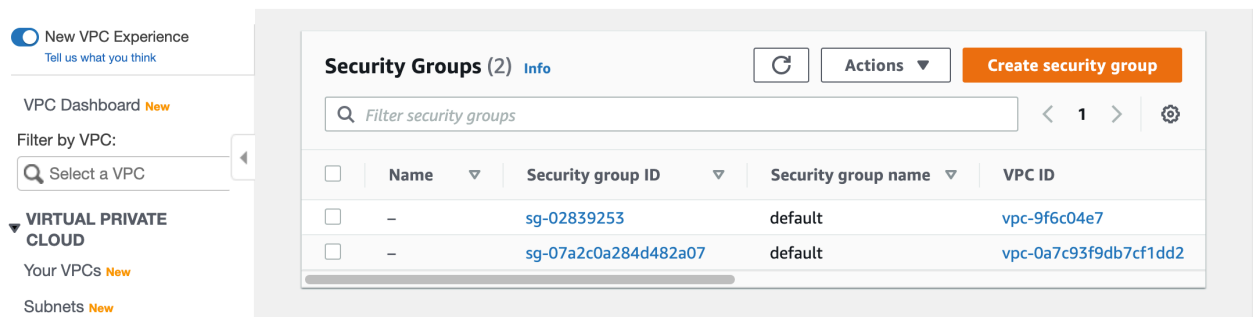 New VPC Experience
Tell us what you think
VPC Dashboard New
Filter by VPC:
Select a VPC
VIRTUAL PRIVATE
CLOUD
Your VPCs New
Subnets New
Security Groups (2) Info
Actions
Create security group
Filter security groups
1
Name Security group ID Security group name VPC ID
– sg-02839253 default vpc-9f6c04e7
– sg-07a2c0a284d482a07 default vpc-0a7c93f9db7cf1dd2